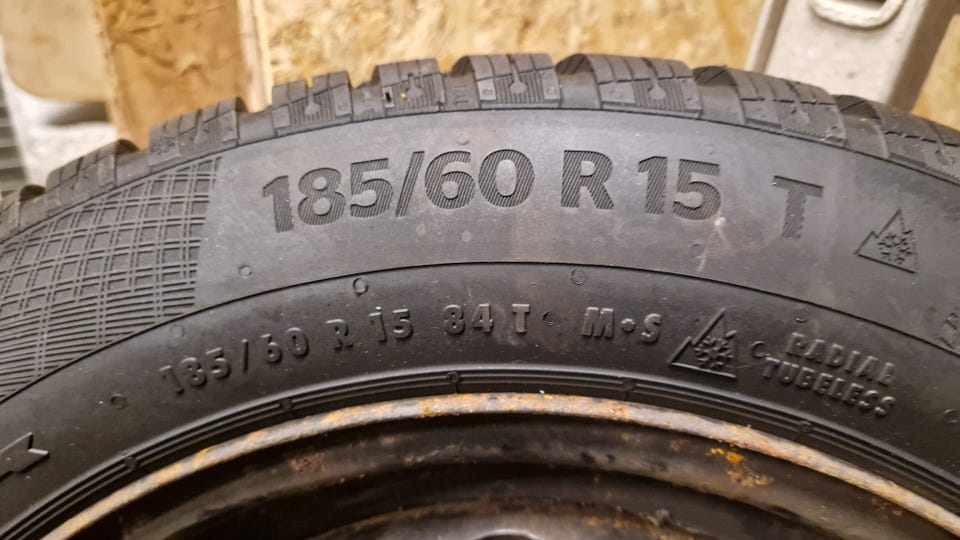 185/60 R 15 T
185/60 R 15 84 T M•S
RADIAL
TUBELESS